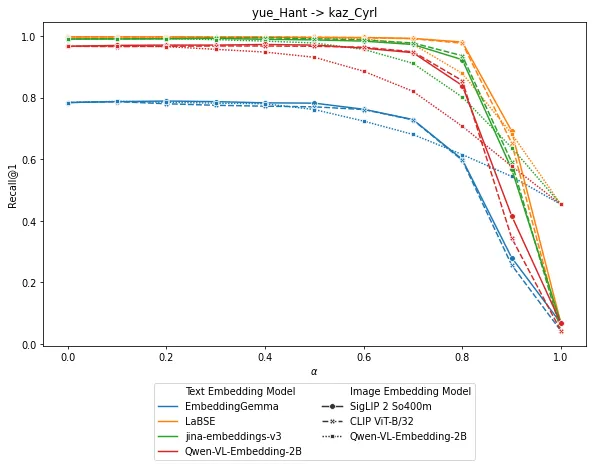 yue_Hant -> kaz_Cyrl
1.0
0.8
0.6
0.4
0.2
0.0
Recall@1
0.0 0.2 0.4 0.6 0.8 1.0
α
Text Embedding Model Image Embedding Model
EmbeddingGemma SigLIP 2 So400m
LaBSE CLIP ViT-B/32
jina-embeddings-v3 Qwen-VL-Embedding-2B
Qwen-VL-Embedding-2B